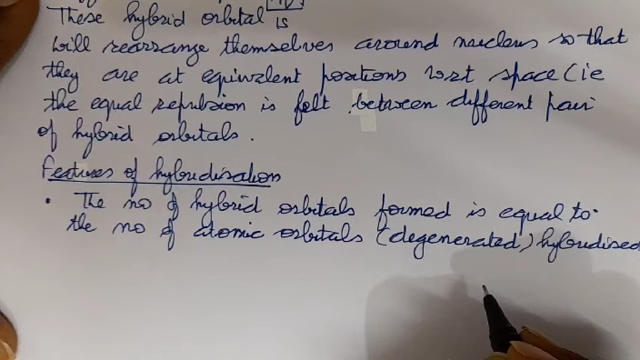 These hybrid orbital
is
will rearrange themselves around nucleus so that
they are at equivalent positions wrt space (ie
the equal repulsion is felt between different pair
of hybrid orbitals.
Features of hybridisation
• The no of hybrid orbitals formed is equal to
the no of atomic orbitals (degenerated) hybridised